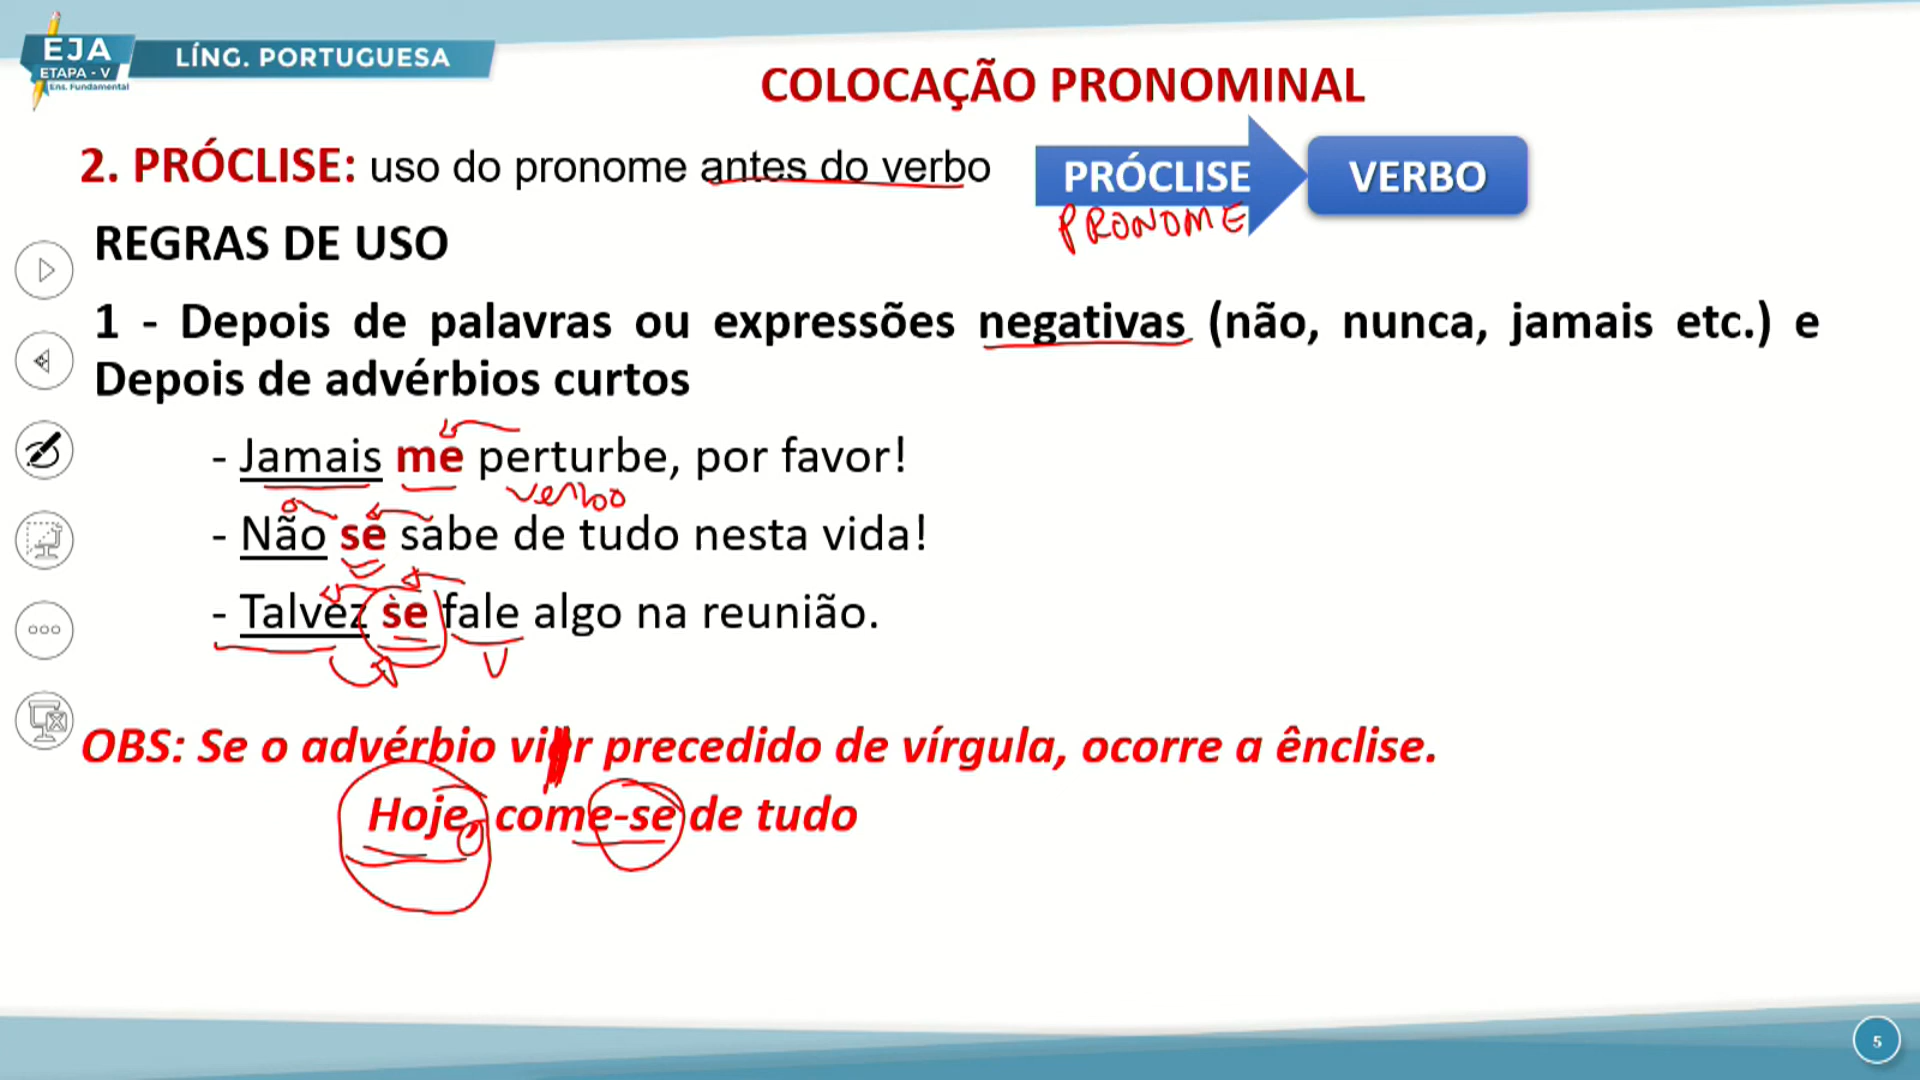 EJA
ETAPA - V
Ens. Fundamental
LÍNG. PORTUGUESA
COLOCAÇÃO PRONOMINAL
2. PRÓCLISE: uso do pronome antes do verbo
PRÓCLISE VERBO
PRONOME
REGRAS DE USO
1 - Depois de palavras ou expressões negativas (não, nunca, jamais etc.) e
Depois de advérbios curtos
- Jamais me perturbe, por favor!
verbo
- Não se sabe de tudo nesta vida!
- Talvez se fale algo na reunião.
V
OBS: Se o advérbio vir precedido de vírgula, ocorre a ênclise.
Hoje, come-se de tudo
5